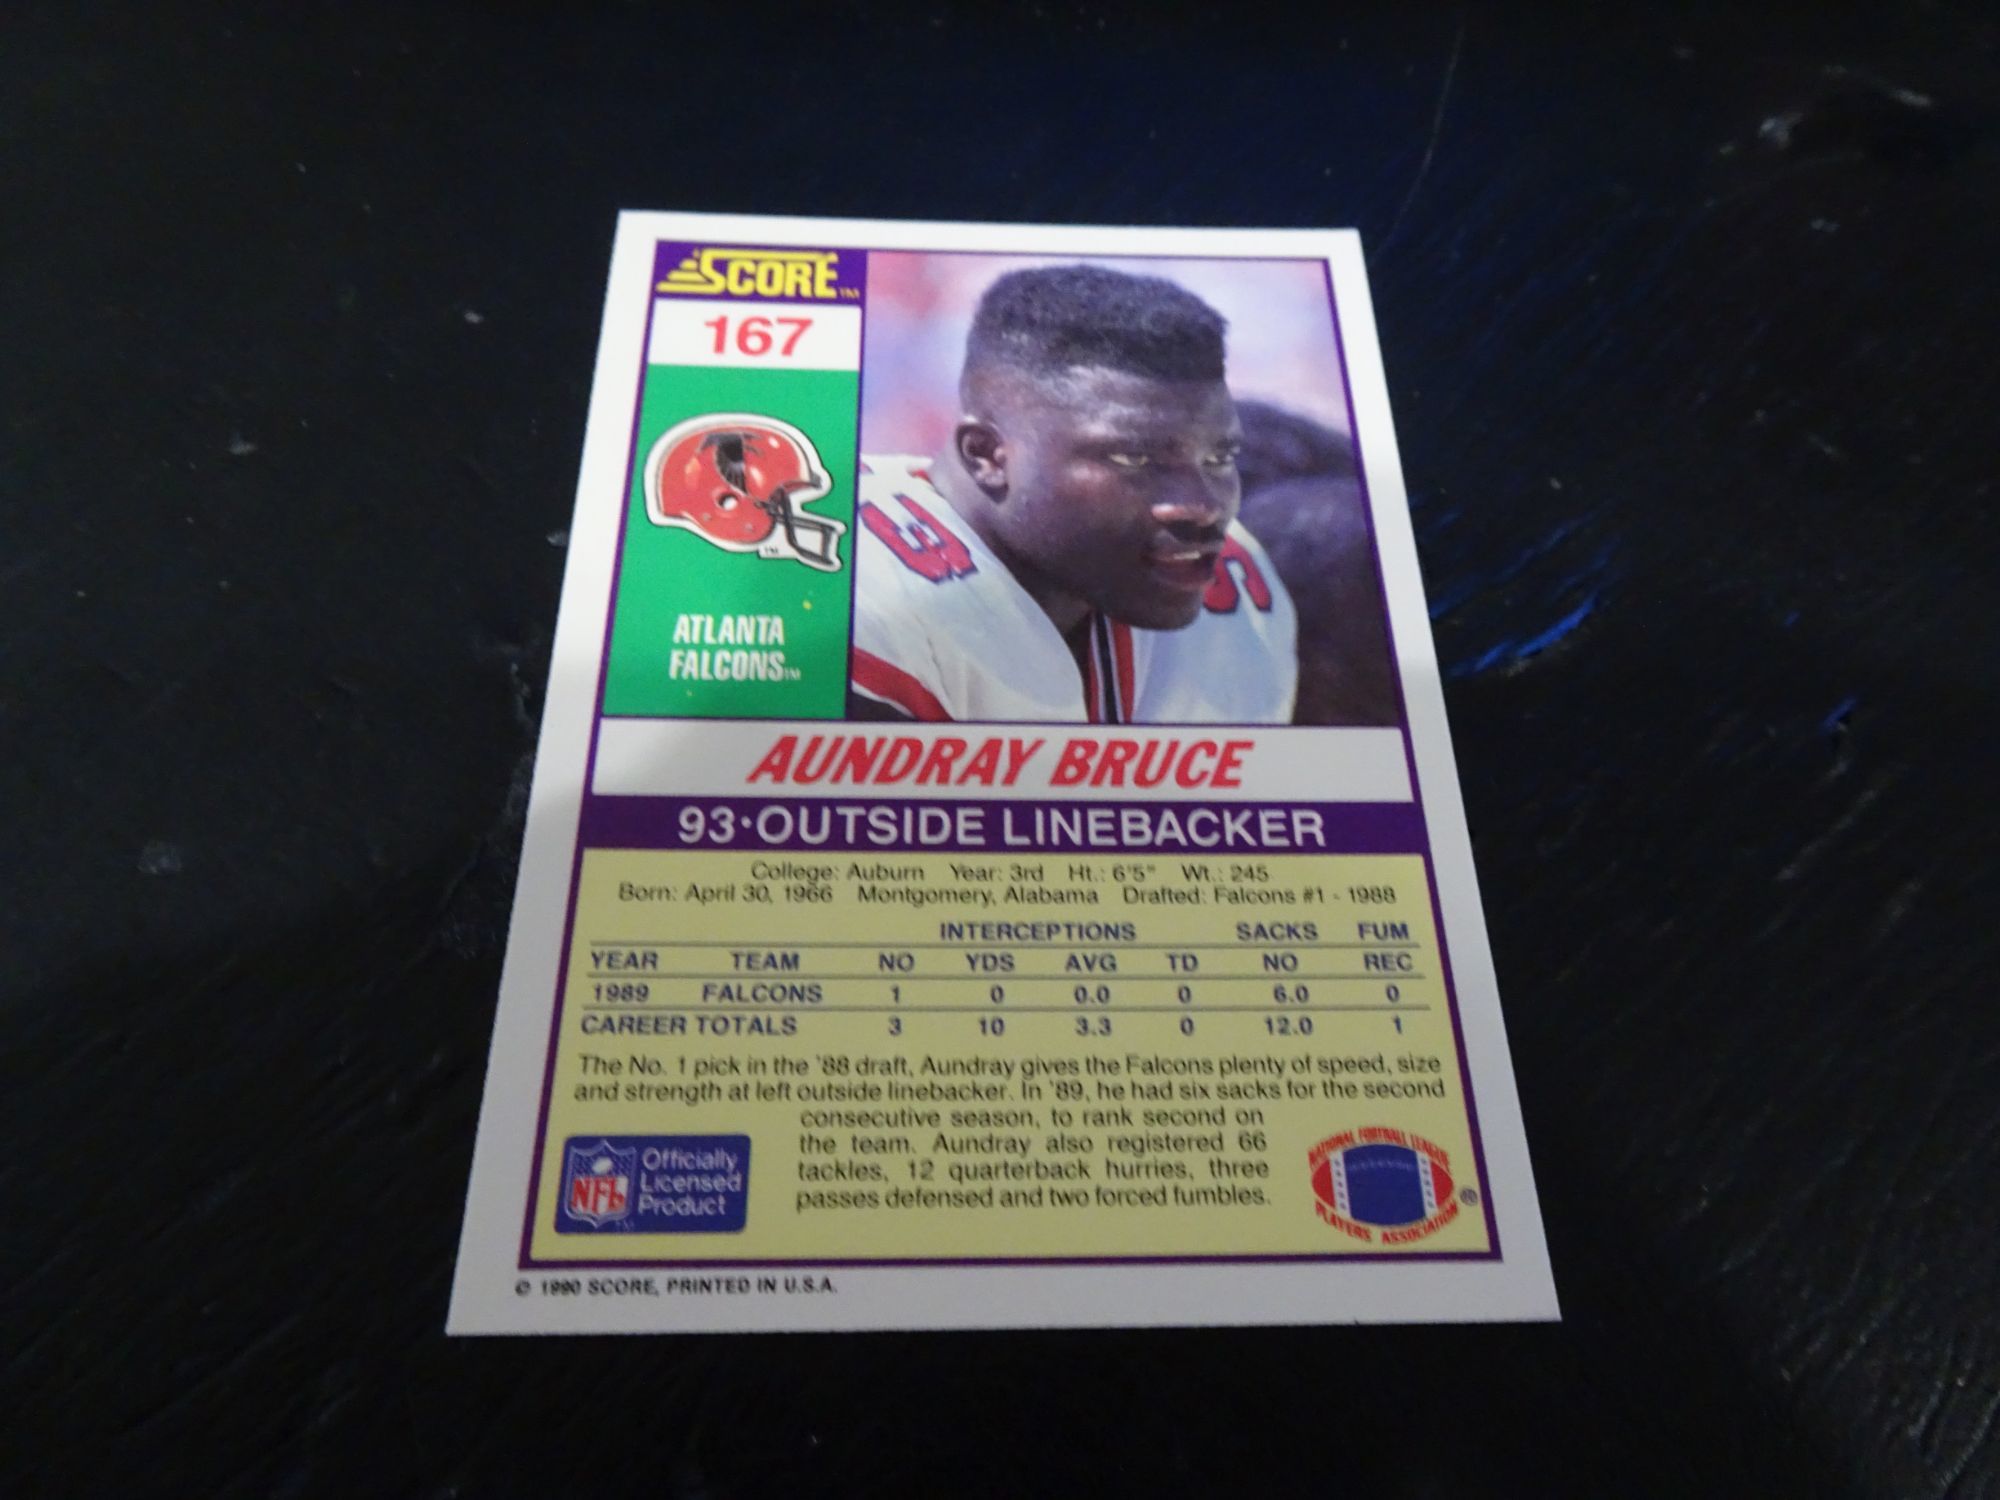 SCORE TM
167
ATLANTA
FALCONS TM
AUNDRAY BRUCE
93•OUTSIDE LINEBACKER
College: Auburn Year: 3rd Ht.: 6'5" Wt.: 245
Born: April 30, 1966 Montgomery, Alabama Drafted: Falcons #1 - 1988
INTERCEPTIONS SACKS FUM
YEAR TEAM NO YDS AVG TD NO REC
1989 FALCONS 1 0 0.0 0 6.0 0
CAREER TOTALS 3 10 3.3 0 12.0 1
The No. 1 pick in the '88 draft, Aundray gives the Falcons plenty of speed, size
and strength at left outside linebacker. In '89, he had six sacks for the second
consecutive season, to rank second on
the team. Aundray also registered 66
tackles, 12 quarterback hurries, three
passes defensed and two forced fumbles.
NFL TM
Officially
Licensed
Product
NATIONAL FOOTBALL LEAGUE
PLAYERS ASSOCIATION ®
© 1990 SCORE, PRINTED IN U.S.A.